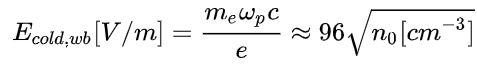 E_{cold,wb}[V/m] = \frac{m_e \omega_p c}{e} \approx 96\sqrt{n_0[cm^{-3}]}